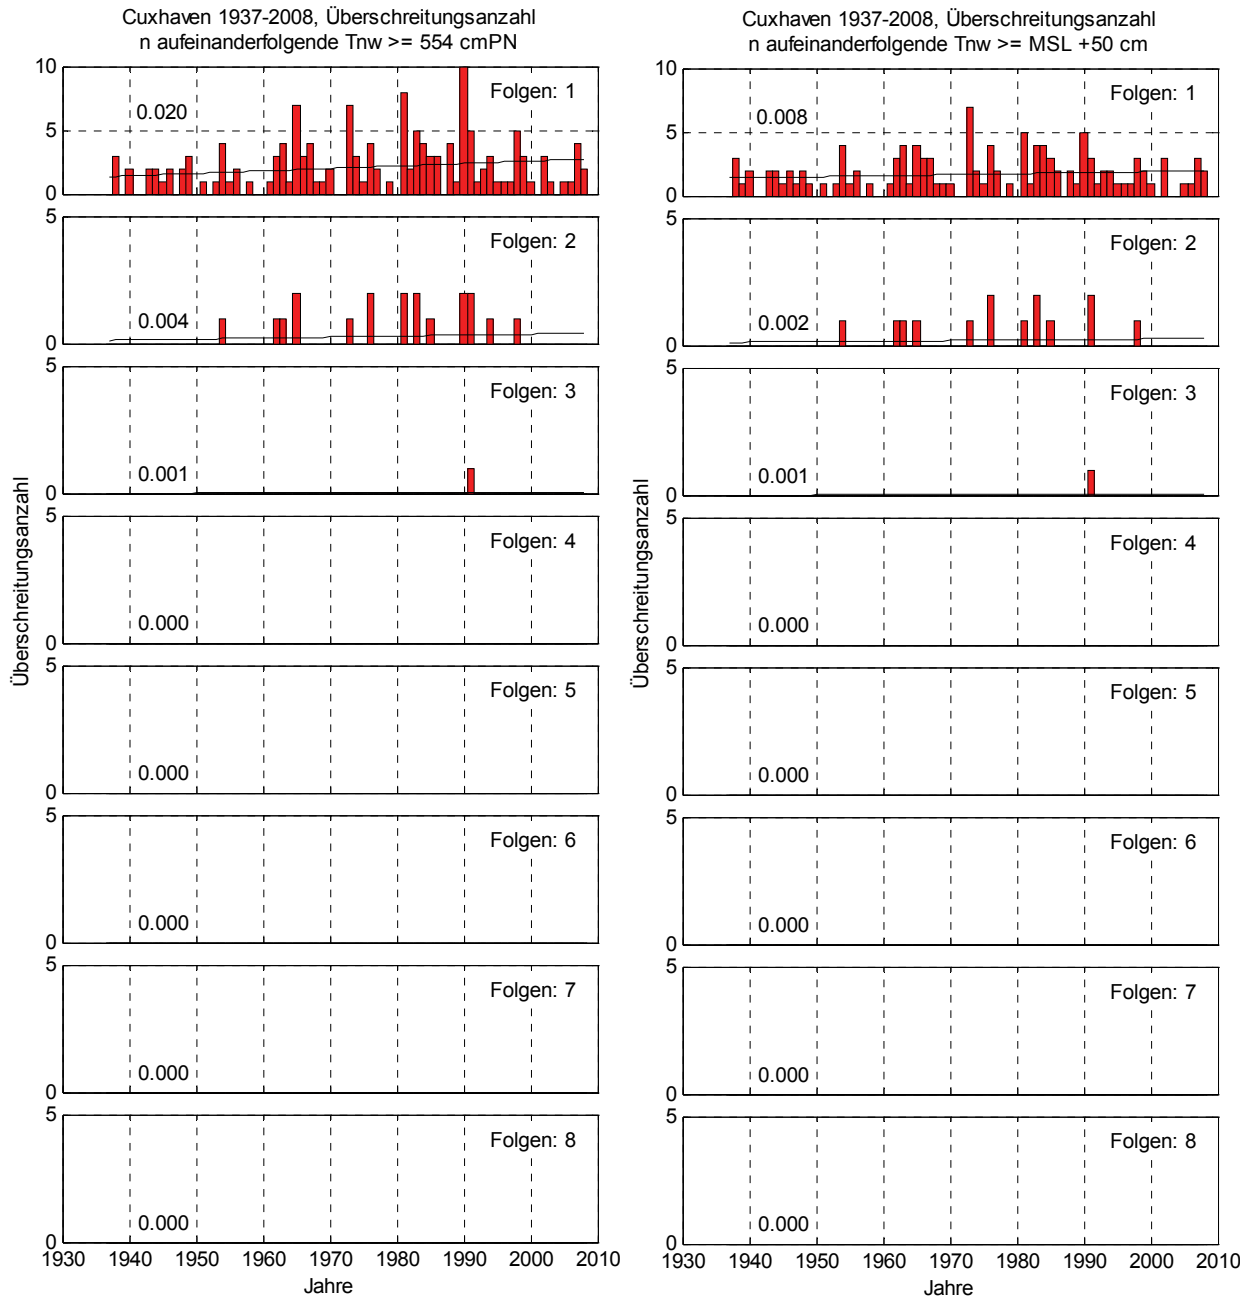 Cuxhaven 1937-2008, Überschreitungsanzahl
n aufeinanderfolgende Tnw >= 554 cmPN
10
Folgen: 1
0.020
5
0
5
Folgen: 2
0.004
0
5
Folgen: 3
0.001
0
5
Folgen: 4
0.000
0
5
Folgen: 5
0.000
0
5
Folgen: 6
0.000
0
5
Folgen: 7
0.000
0
5
Folgen: 8
0.000
0
1930 1940 1950 1960 1970 1980 1990 2000 2010
Jahre
Überschreitungsanzahl
Cuxhaven 1937-2008, Überschreitungsanzahl
n aufeinanderfolgende Tnw >= MSL +50 cm
10
Folgen: 1
0.008
5
0
5
Folgen: 2
0.002
0
5
Folgen: 3
0.001
0
5
Folgen: 4
0.000
0
5
Folgen: 5
0.000
0
5
Folgen: 6
0.000
0
5
Folgen: 7
0.000
0
5
Folgen: 8
0.000
0
1930 1940 1950 1960 1970 1980 1990 2000 2010
Jahre
Überschreitungsanzahl